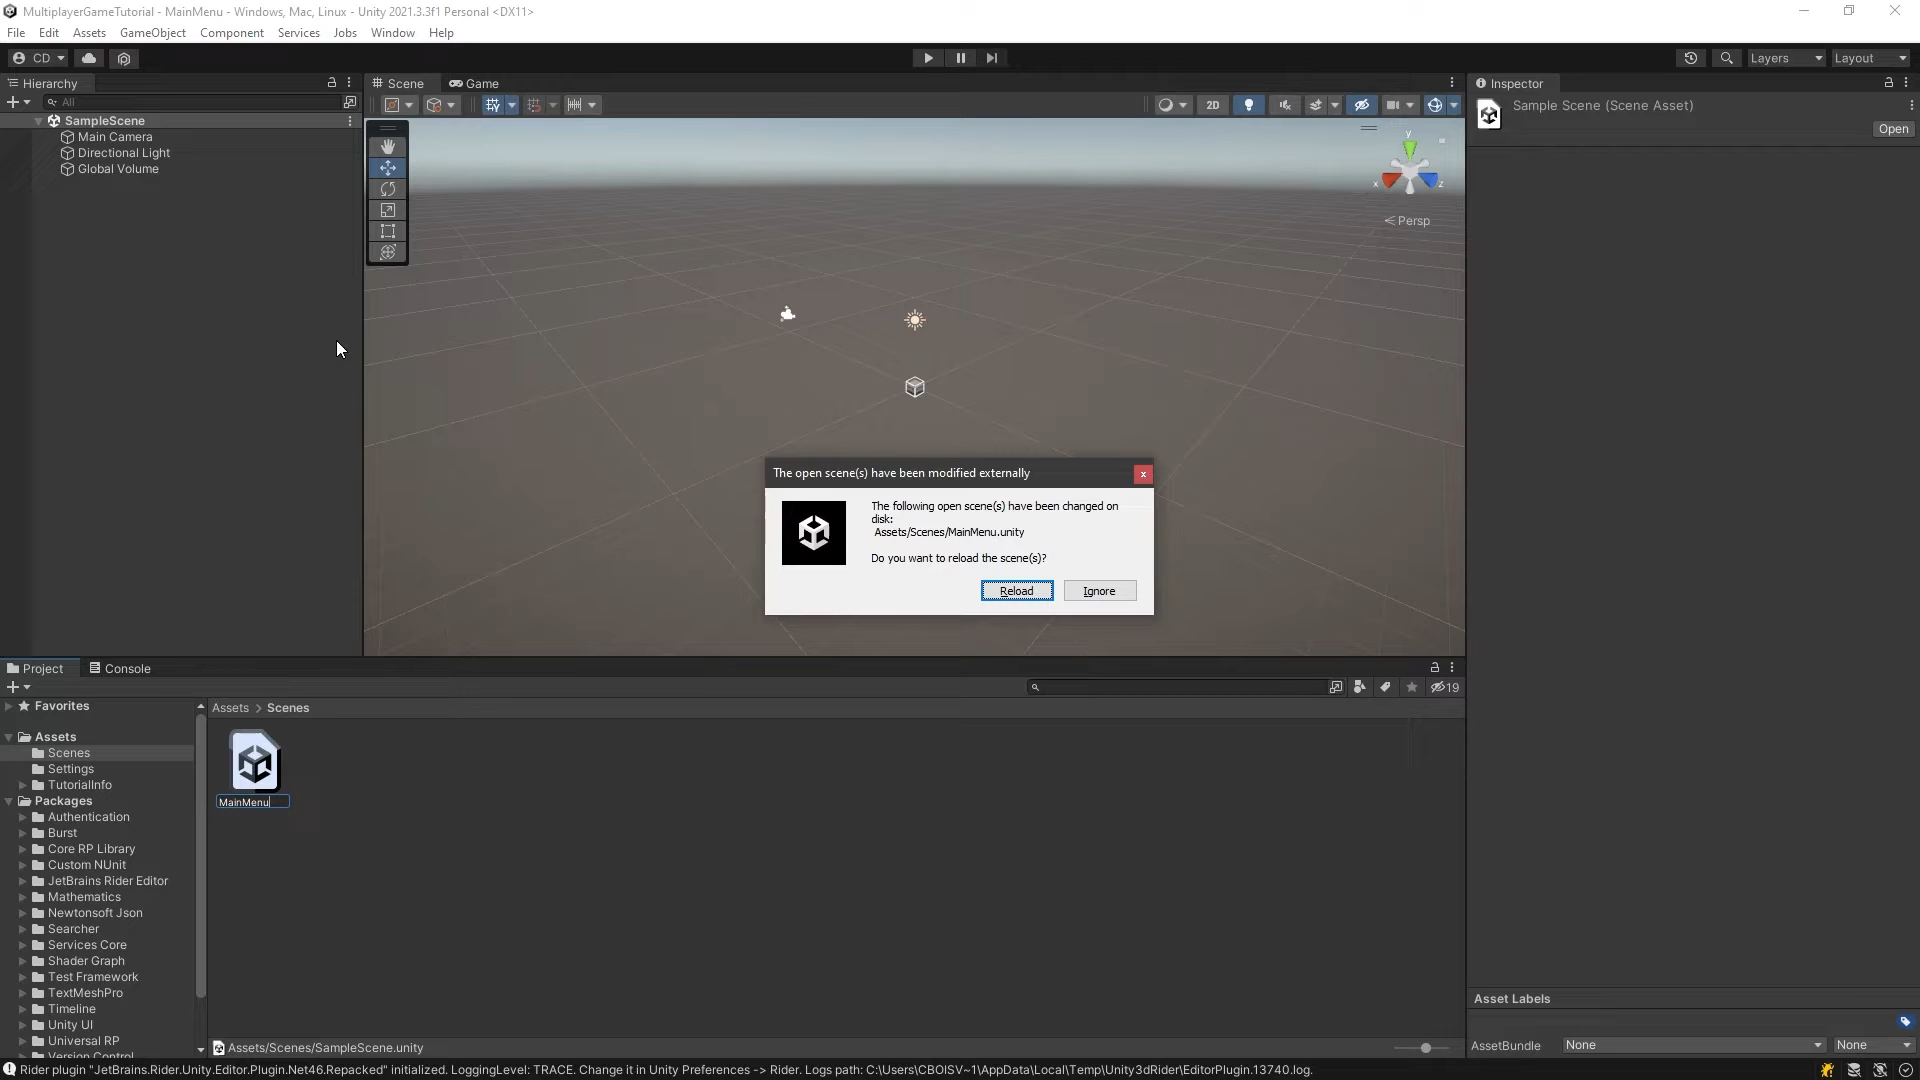 MultiplayerGameTutorial - MainMenu - Windows, Mac, Linux - Unity 2021.3.3f1 Personal <DX11>
File Edit Assets GameObject Component Services Jobs Window Help
CD
Layers
Layout
Hierarchy
All
SampleScene
Main Camera
Directional Light
Global Volume
Scene
Game
2D
y
x
z
Persp
Inspector
Sample Scene (Scene Asset)
Open
The open scene(s) have been modified externally
x
The following open scene(s) have been changed on
disk:
Assets/Scenes/MainMenu.unity
Do you want to reload the scene(s)?
Reload
Ignore
Project
Console
19
Favorites
Assets
Scenes
Settings
TutorialInfo
Packages
Authentication
Burst
Core RP Library
Custom NUnit
JetBrains Rider Editor
Mathematics
Newtonsoft Json
Searcher
Services Core
Shader Graph
Test Framework
TextMeshPro
Timeline
Unity UI
Universal RP
Version Control
Assets > Scenes
MainMenu
Assets/Scenes/SampleScene.unity
Asset Labels
AssetBundle
None
None
Rider plugin "JetBrains.Rider.Unity.Editor.Plugin.Net46.Repacked" initialized. LoggingLevel: TRACE. Change it in Unity Preferences -> Rider. Logs path: C:\Users\CBOISV~1\AppData\Local\Temp\Unity3dRider\EditorPlugin.13740.log.